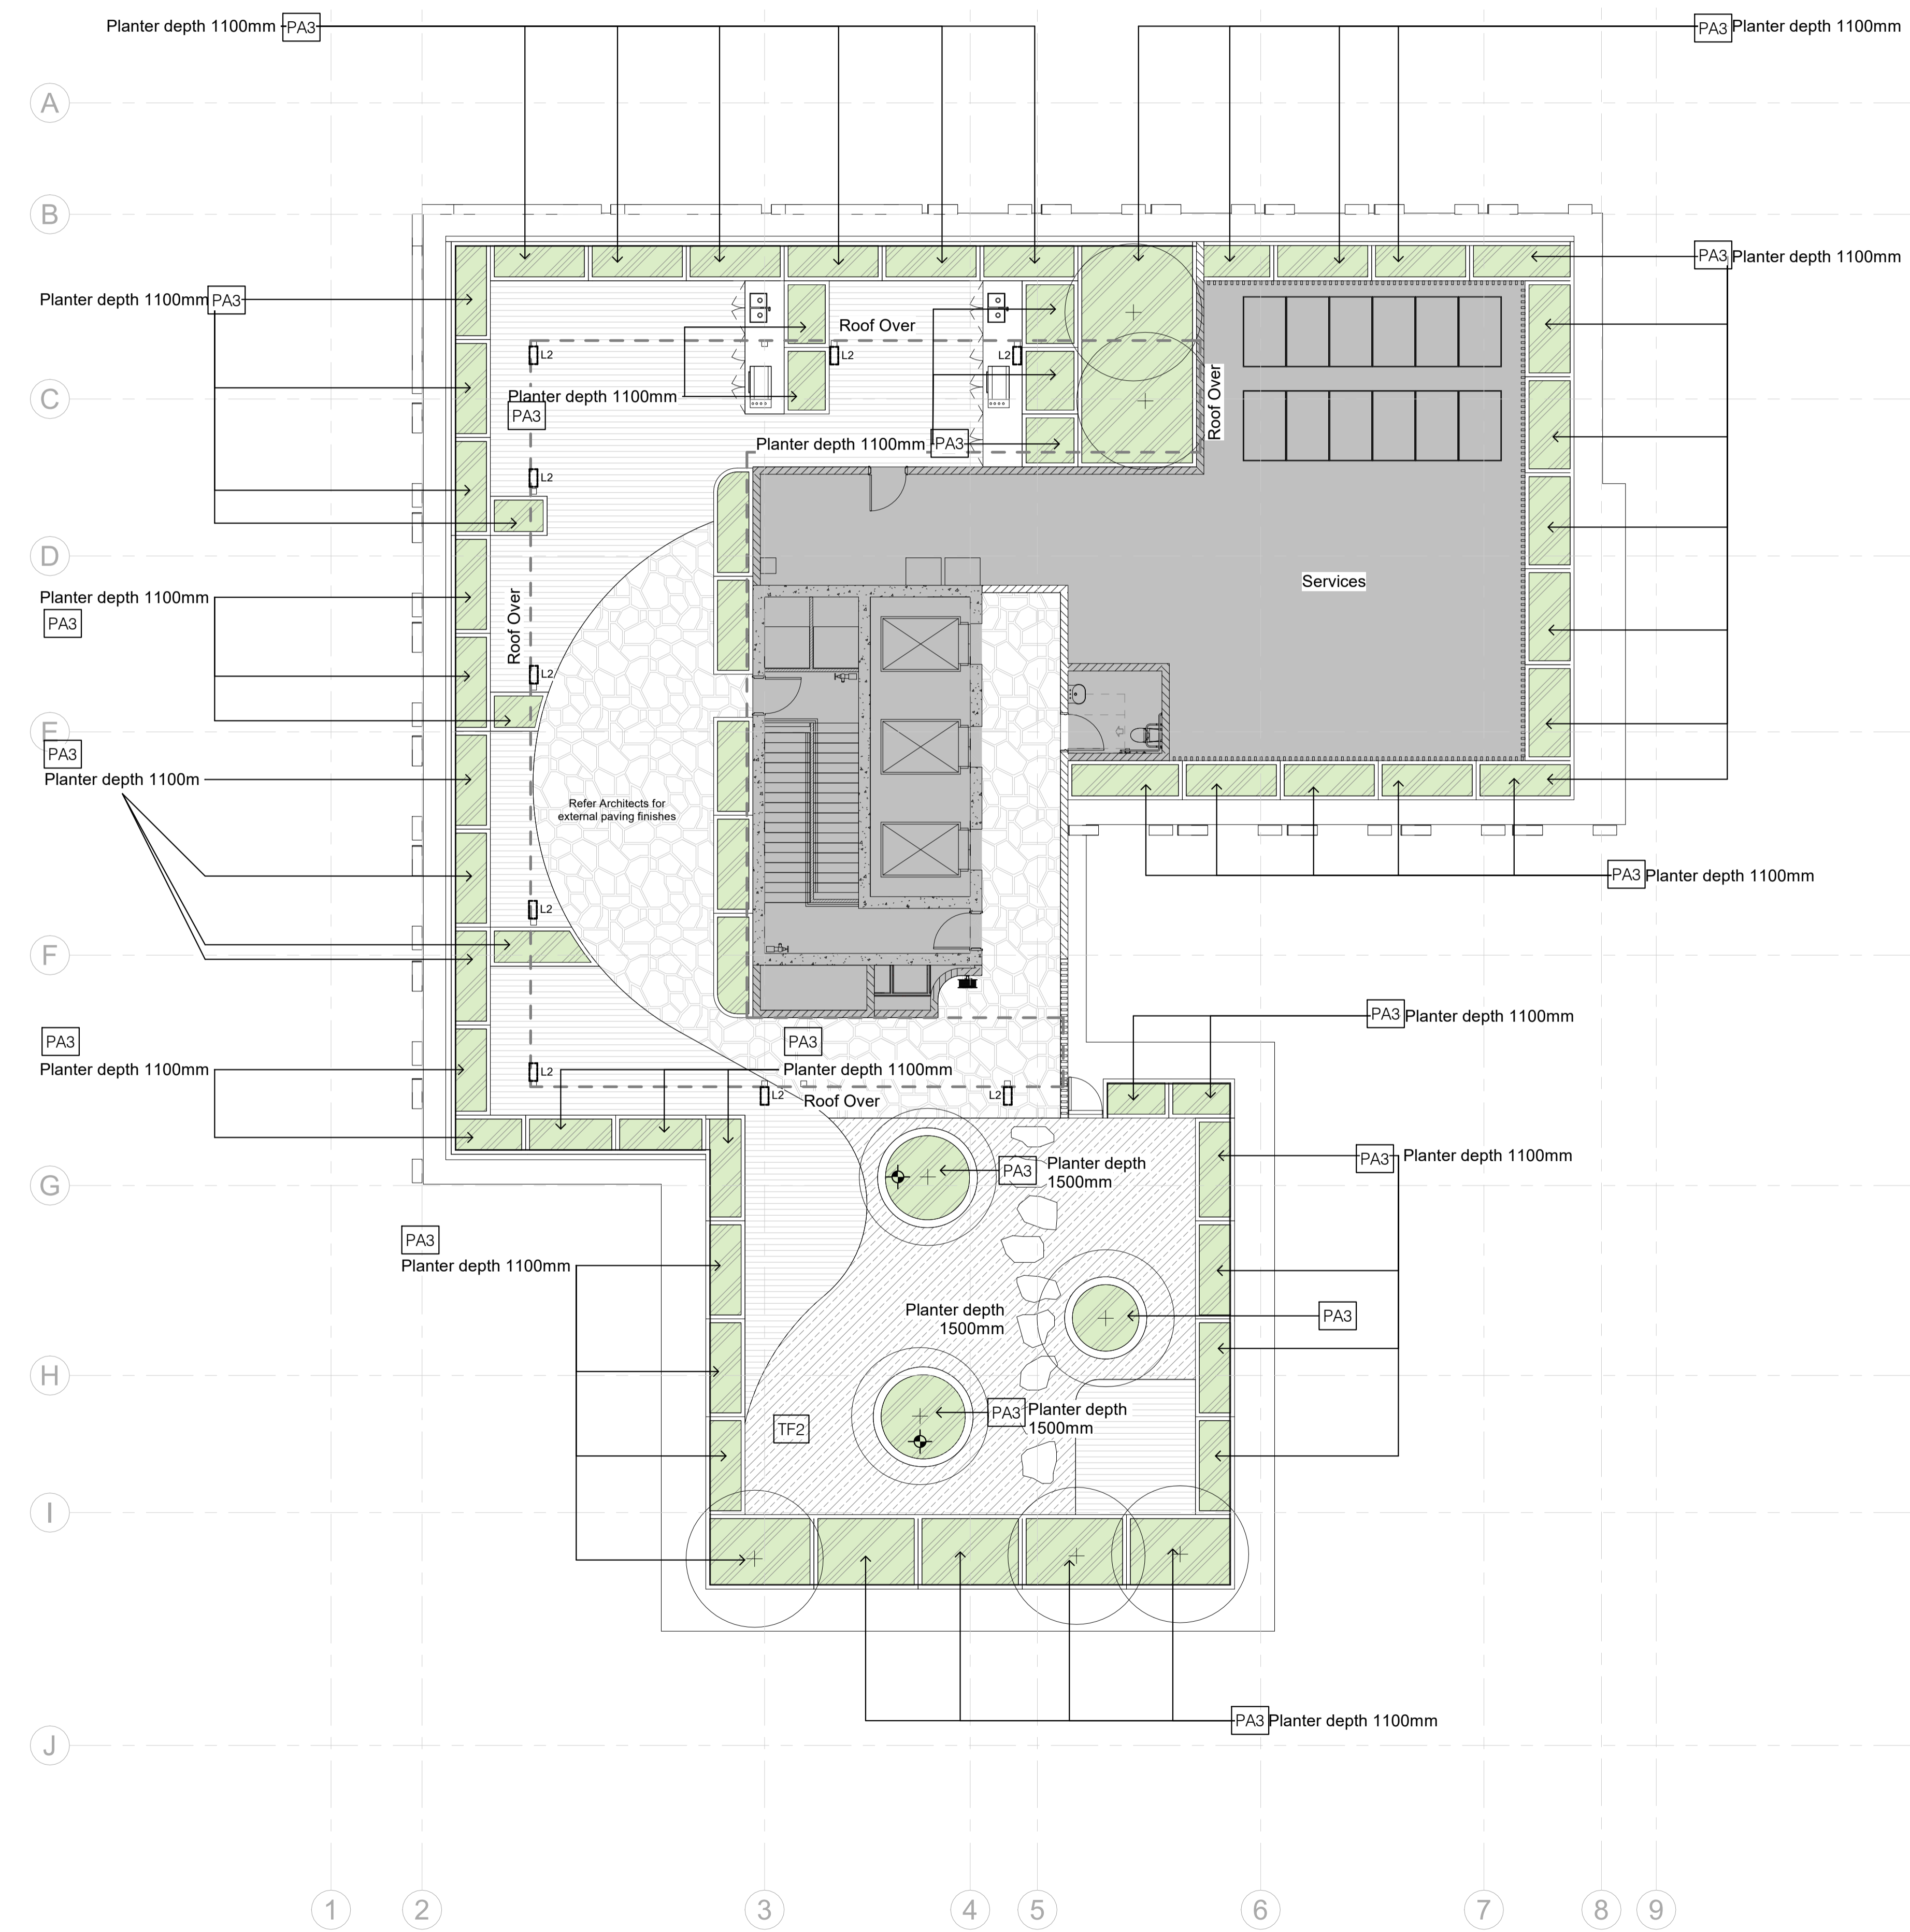 Planter depth 1100mm PA3
PA3 Planter depth 1100mm
A
B
PA3 Planter depth 1100mm
Planter depth 1100mm PA3
Roof Over
L2
L2
L2
Roof Over
C
Planter depth 1100mm
PA3
Planter depth 1100mm PA3
L2
D
Services
Planter depth 1100mm
PA3
Roof Over
L2
E
PA3
Planter depth 1100m
Refer Architects for
external paving finishes
PA3 Planter depth 1100mm
L2
F
PA3 Planter depth 1100mm
PA3
Planter depth 1100mm
PA3
Planter depth 1100mm
L2
L2
Roof Over
L2
PA3 Planter depth 1100mm
PA3 Planter depth
1500mm
G
PA3
Planter depth 1100mm
Planter depth
1500mm
PA3
H
PA3 Planter depth
1500mm
TF2
I
PA3 Planter depth 1100mm
J
1 2 3 4 5 6 7 8 9